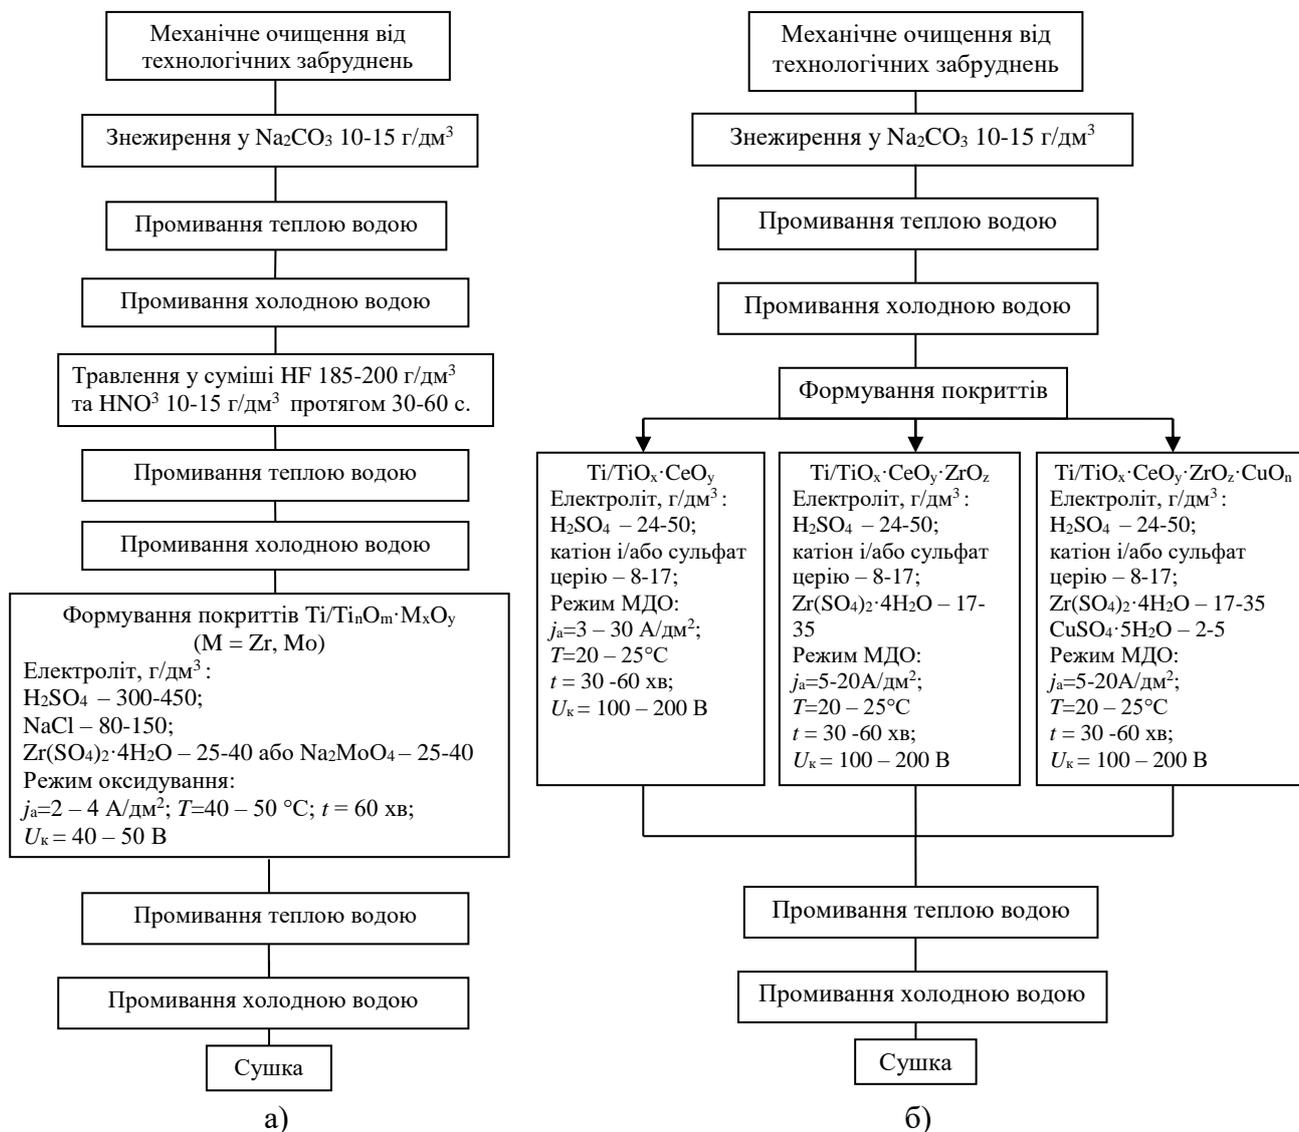 Механічне очищення від
технологічних забруднень
Знежирення у Na₂CO₃ 10-15 г/дм³
Промивання теплою водою
Промивання холодною водою
Травлення у суміші HF 185-200 г/дм³
та HNO³ 10-15 г/дм³ протягом 30-60 с.
Промивання теплою водою
Промивання холодною водою
Формування покриттів Ti/TiₙOₘ·MₓOᵧ
(M = Zr, Mo)
Електроліт, г/дм³ :
H₂SO₄ – 300-450;
NaCl – 80-150;
Zr(SO₄)₂·4H₂O – 25-40 або Na₂MoO₄ – 25-40
Режим оксидування:
jₐ=2 – 4 А/дм²; T=40 – 50 °C; t = 60 хв;
Uк = 40 – 50 В
Промивання теплою водою
Промивання холодною водою
Сушка
а)
Механічне очищення від
технологічних забруднень
Знежирення у Na₂CO₃ 10-15 г/дм³
Промивання теплою водою
Промивання холодною водою
Формування покриттів
Ti/TiOₓ·CeOᵧ
Електроліт, г/дм³ :
H₂SO₄ – 24-50;
катіон і/або сульфат
церію – 8-17;
Режим МДО:
jₐ=3 – 30 А/дм²;
T=20 – 25°C
t = 30 -60 хв;
Uк = 100 – 200 В
Ti/TiOₓ·CeOᵧ·ZrO_z
Електроліт, г/дм³ :
H₂SO₄ – 24-50;
катіон і/або сульфат
церію – 8-17;
Zr(SO₄)₂·4H₂O – 17-
35
Режим МДО:
jₐ=5-20А/дм²;
T=20 – 25°C
t = 30 -60 хв;
Uк = 100 – 200 В
Ti/TiOₓ·CeOᵧ·ZrO_z·CuOₙ
Електроліт, г/дм³ :
H₂SO₄ – 24-50;
катіон і/або сульфат
церію – 8-17;
Zr(SO₄)₂·4H₂O – 17-35
CuSO₄·5H₂O – 2-5
Режим МДО:
jₐ=5-20А/дм²;
T=20 – 25°C
t = 30 -60 хв;
Uк = 100 – 200 В
Промивання теплою водою
Промивання холодною водою
Сушка
б)